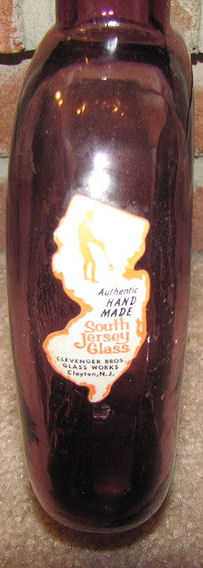 Authentic
HAND
MADE
South
Jersey
Glass
CLEVENGER BROS.
GLASS WORKS
Clayton, N.J.